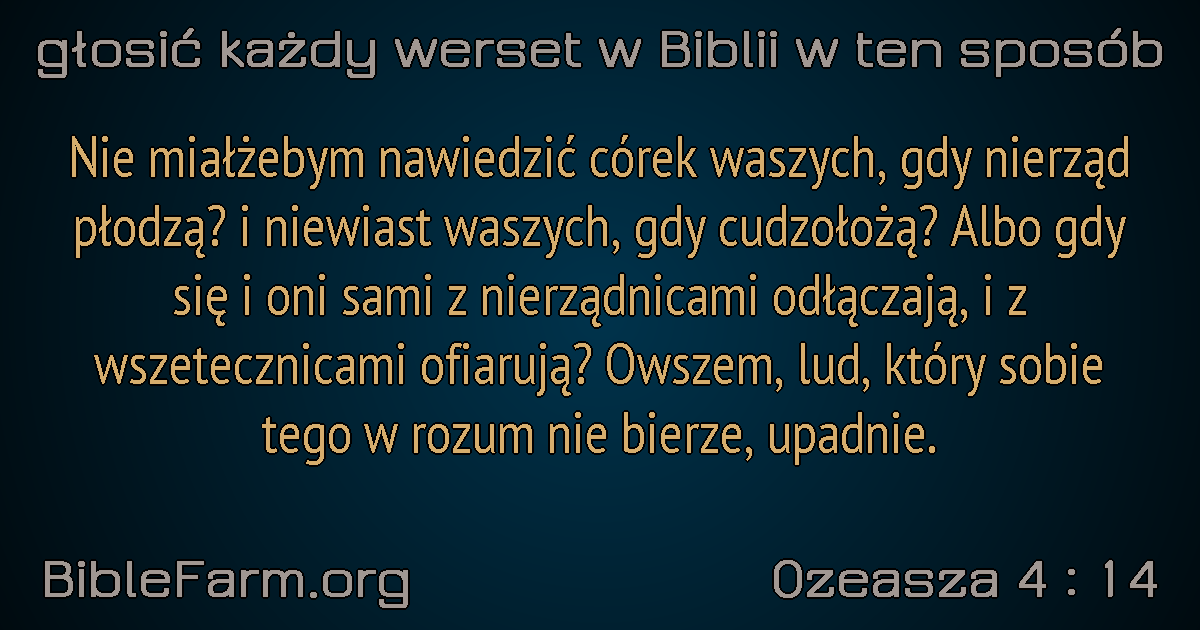 głosić każdy werset w Biblii w ten sposób
Nie miałżebym nawiedzić córek waszych, gdy nierząd
płodzą? i niewiast waszych, gdy cudzołożą? Albo gdy
się i oni sami z nierządnicami odłączają, i z
wszetecznicami ofiarują? Owszem, lud, który sobie
tego w rozum nie bierze, upadnie.
BibleFarm.org
Ozeasza 4 : 14